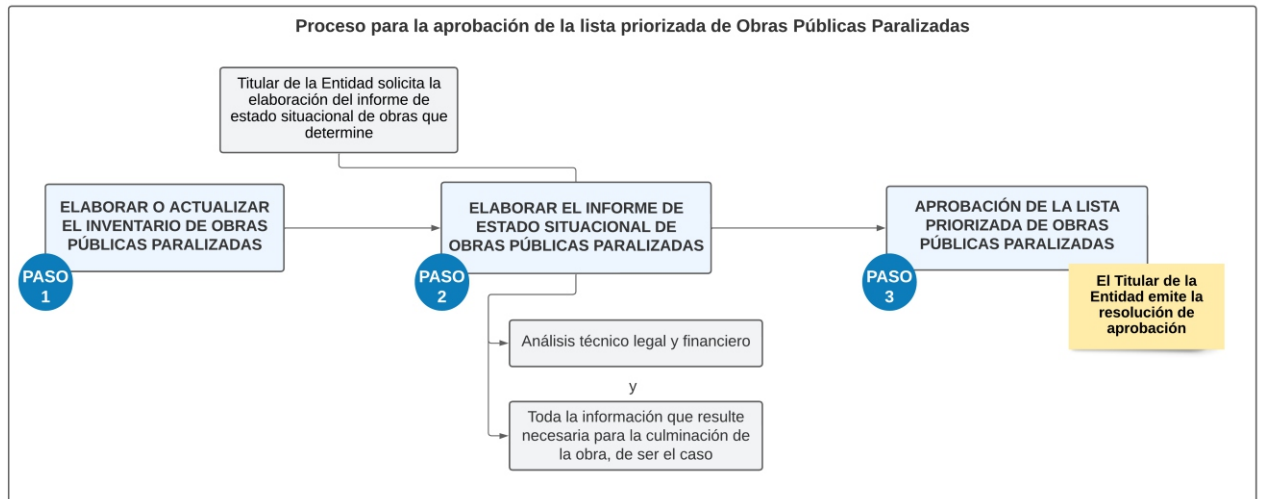 Proceso para la aprobación de la lista priorizada de Obras Públicas Paralizadas
Titular de la Entidad solicita la
elaboración del informe de
estado situacional de obras que
determine
ELABORAR O ACTUALIZAR
EL INVENTARIO DE OBRAS
PÚBLICAS PARALIZADAS
PASO
1
ELABORAR EL INFORME DE
ESTADO SITUACIONAL DE
OBRAS PÚBLICAS PARALIZADAS
PASO
2
Análisis técnico legal y financiero
y
Toda la información que resulte
necesaria para la culminación de
la obra, de ser el caso
APROBACIÓN DE LA LISTA
PRIORIZADA DE OBRAS
PÚBLICAS PARALIZADAS
PASO
3
El Titular de la
Entidad emite la
resolución de
aprobación